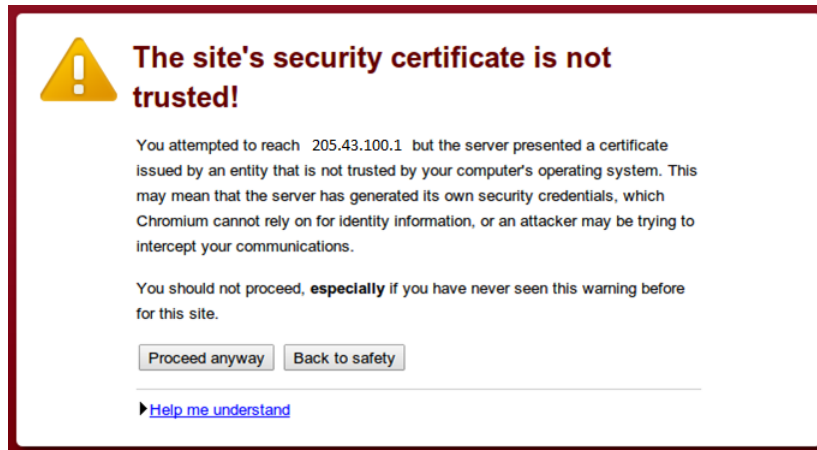 The site's security certificate is not
trusted!
You attempted to reach 205.43.100.1 but the server presented a certificate
issued by an entity that is not trusted by your computer's operating system. This
may mean that the server has generated its own security credentials, which
Chromium cannot rely on for identity information, or an attacker may be trying to
intercept your communications.
You should not proceed, especially if you have never seen this warning before
for this site.
Proceed anyway Back to safety
Help me understand